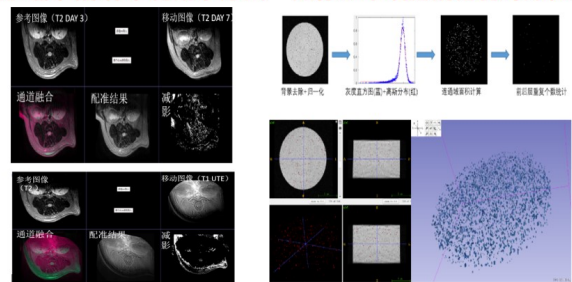 参考图像 (T2 DAY 3)
移动图像 (T2 DAY 7)
通道融合
配准结果
减影
参考图像 (T2 )
移动图像 (T1 UTE)
通道融合
配准结果
减影
背景去除+归一化
灰度直方图(蓝)+高斯分布(红)
连通域面积计算
前后层重复个数统计